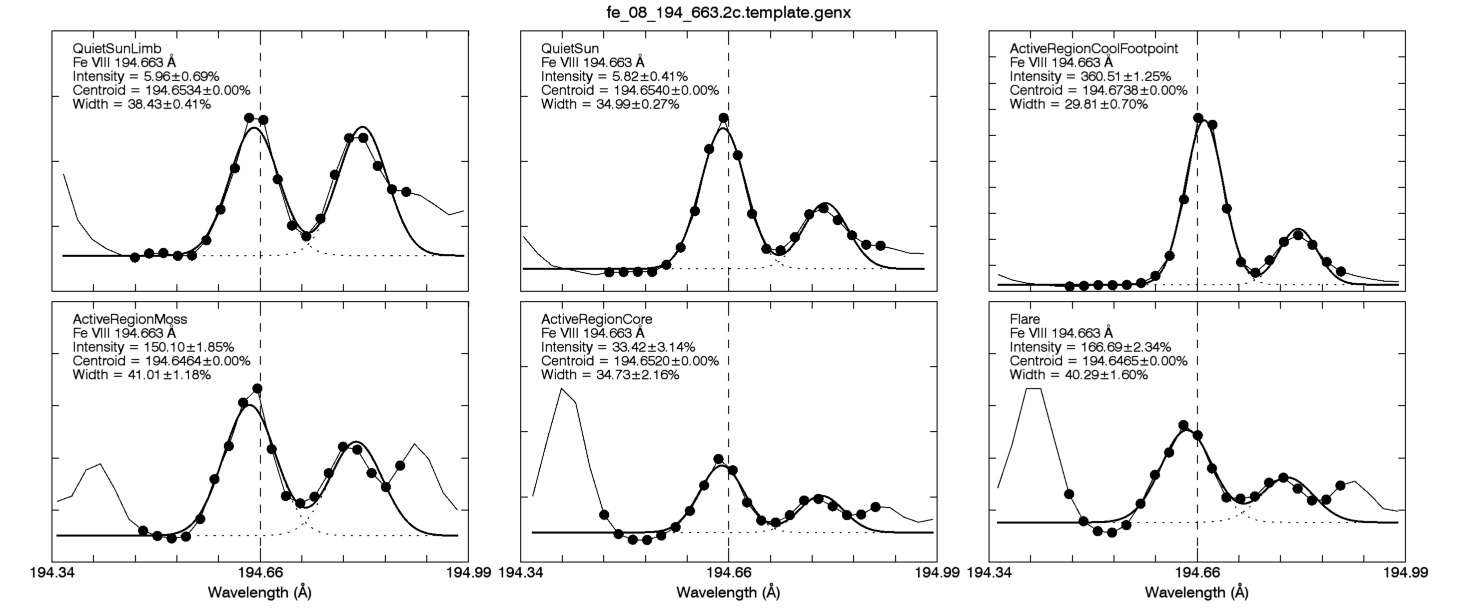 fe_08_194_663.2c.template.genx
QuietSunLimb
Fe VIII 194.663 Å
Intensity = 5.96±0.69%
Centroid = 194.6534±0.00%
Width = 38.43±0.41%
QuietSun
Fe VIII 194.663 Å
Intensity = 5.82±0.41%
Centroid = 194.6540±0.00%
Width = 34.99±0.27%
ActiveRegionCoolFootpoint
Fe VIII 194.663 Å
Intensity = 360.51±1.25%
Centroid = 194.6738±0.00%
Width = 29.81±0.70%
ActiveRegionMoss
Fe VIII 194.663 Å
Intensity = 150.10±1.85%
Centroid = 194.6464±0.00%
Width = 41.01±1.18%
ActiveRegionCore
Fe VIII 194.663 Å
Intensity = 33.42±3.14%
Centroid = 194.6520±0.00%
Width = 34.73±2.16%
Flare
Fe VIII 194.663 Å
Intensity = 166.69±2.34%
Centroid = 194.6465±0.00%
Width = 40.29±1.60%
194.34 194.66 194.99
Wavelength (Å)
194.34 194.66 194.99
Wavelength (Å)
194.34 194.66 194.99
Wavelength (Å)